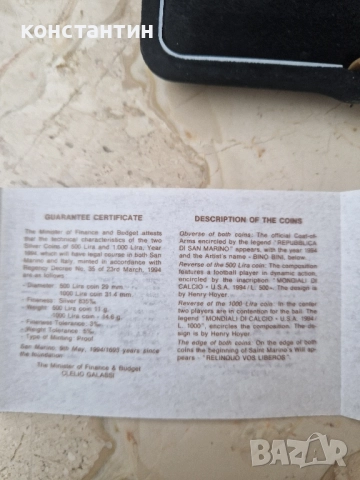 КОНСТАНТИН
GUARANTEE CERTIFICATE
The Minister of Finance and Budget attests
that the technical characteristics of the two
Silver Coins of 500 Lira and 1.000 Lira, Year
1994, which will have legal course in both San
Marino and Italy, minted in accordance with
Regency Decree No. 36 of 23rd March, 1994
are as follows.
Diameter: 500 Lira coin 29 mm
1000 Lira coin 31.4 mm.
Fineness: Silver 835‰
Weight: 500 Lira coin 11 g.
1000 Lira coin 14.6 g.
Fineness Tolerance: 3‰
Weight Tolerance: 5‰
Type of Minting: Proof
San Marino, 6th May, 1994/1693 years since
the foundation
The Minister of Finance & Budget
CLELIO GALASSI
DESCRIPTION OF THE COINS
Obverse of both coins: The official Coat-of-
Arms encircled by the legend "REPUBBLICA
DI SAN MARINO" appears, with the year 1994
and the Artist's name - BINO BINI, below.
Reverse of the 500 Lira coin: The composition
features a football player in dynamic action,
encircled by the inscription: "MONDIALI DI
CALCIO - U.S.A. 1994 / L. 500". The design is
by Henry Hoyer.
Reverse of the 1000 Lira coin: In the center
two players are in contention for the ball. The
legend "MONDIALI DI CALCIO - U.S.A. 1994 -
L. 1000", encircles the composition. The design
is by Henry Hoyer.
The edge of both coins: On the edge of both
coins the beginning of Saint Marino's Will ap-
pears - "RELINQUO VOS LIBEROS".
bazar.bg